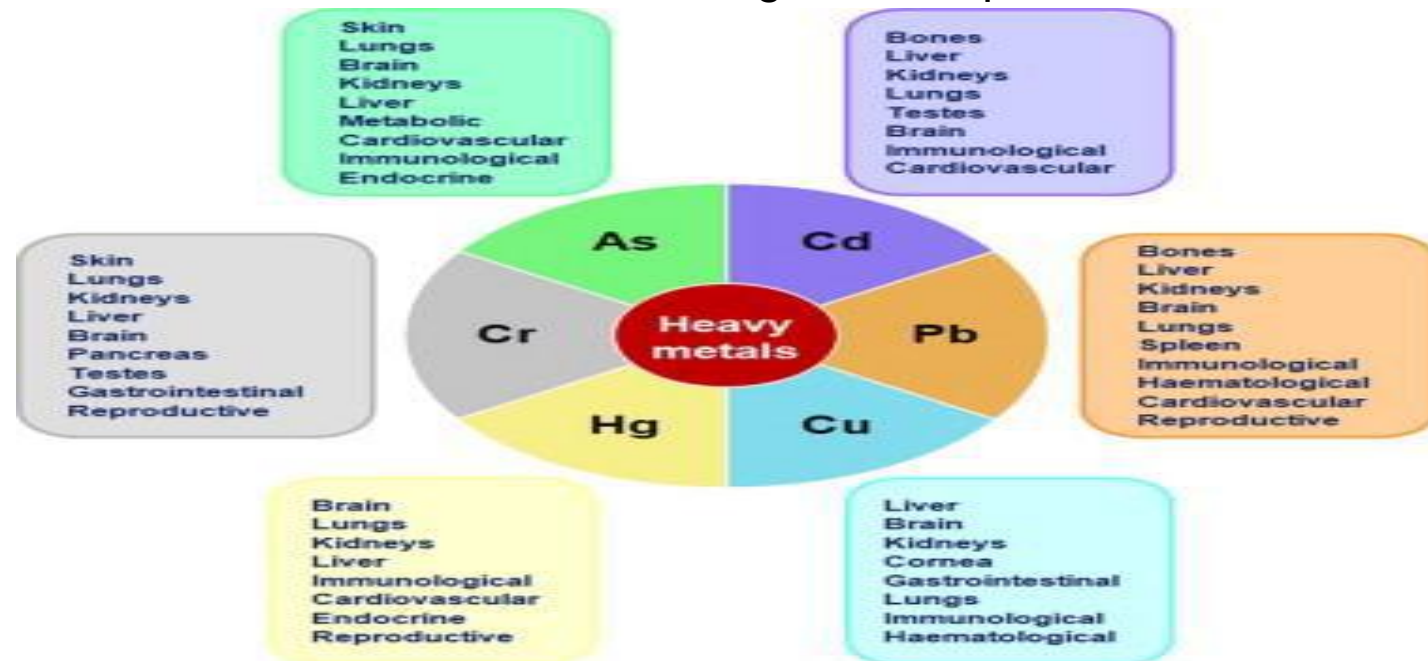 Skin
Lungs
Brain
Kidneys
Liver
Metabolic
Cardiovascular
Immunological
Endocrine
Bones
Liver
Kidneys
Lungs
Testes
Brain
Immunological
Cardiovascular
As
Cd
Skin
Lungs
Kidneys
Liver
Brain
Pancreas
Testes
Gastrointestinal
Reproductive
Cr
Heavy
metals
Pb
Bones
Liver
Kidneys
Brain
Lungs
Spleen
Immunological
Haematological
Cardiovascular
Reproductive
Hg
Cu
Brain
Lungs
Kidneys
Liver
Immunological
Cardiovascular
Endocrine
Reproductive
Liver
Brain
Kidneys
Cornea
Gastrointestinal
Lungs
Immunological
Haematological